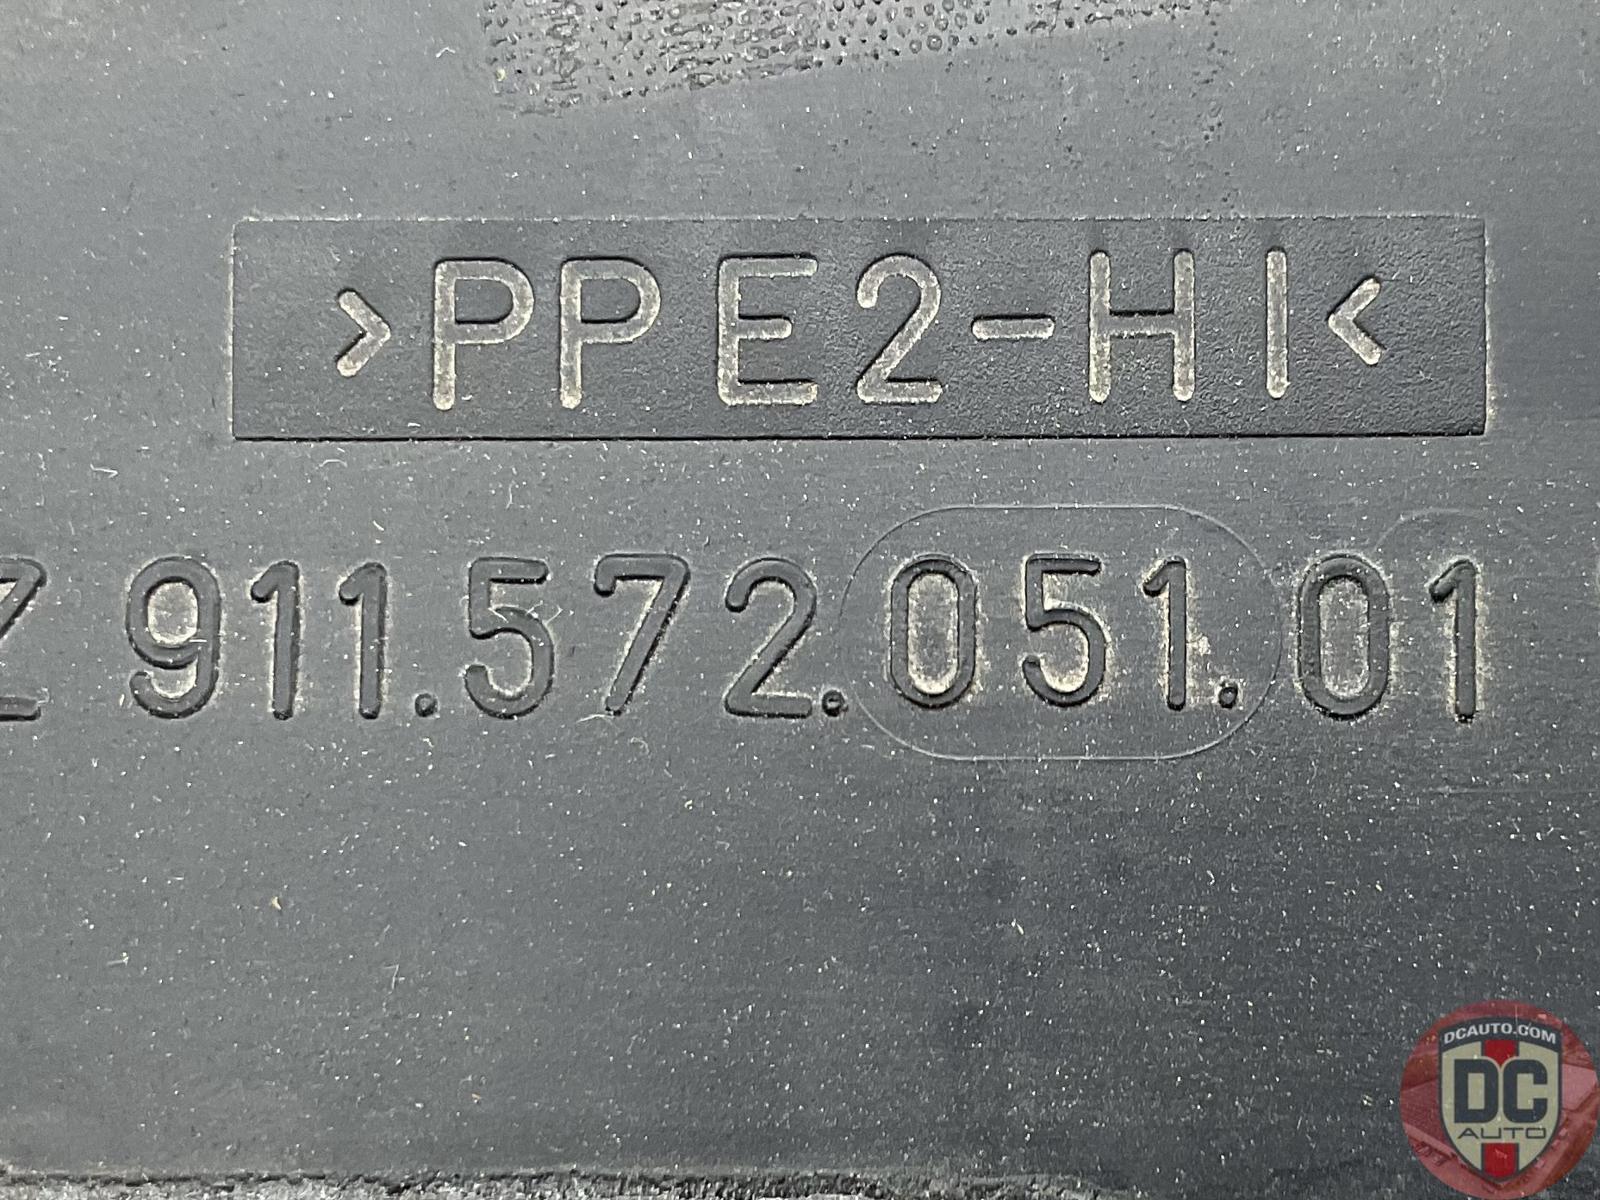 >PPE2-HI<
Z 911.572.051.01
DCAUTO.COM
DC
AUTO